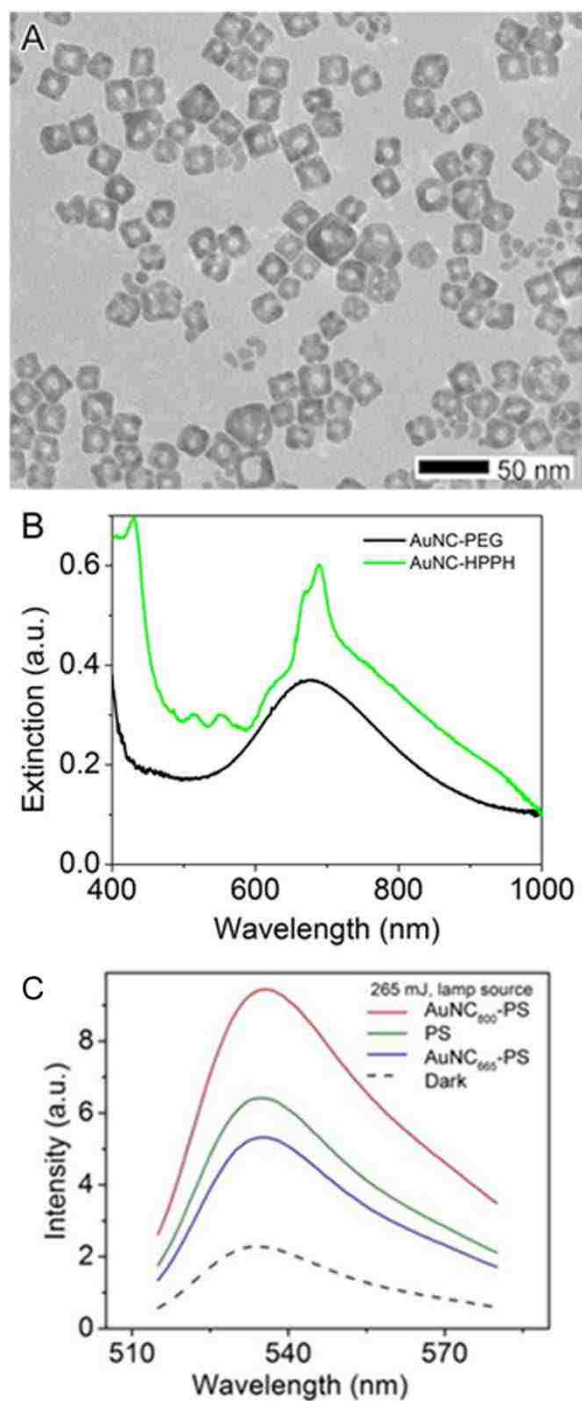 A
50 nm
B
AuNC-PEG
AuNC-HPPH
0.6
0.4
0.2
0.0
Extinction (a.u.)
400 600 800 1000
Wavelength (nm)
C
265 mJ, lamp source
AuNC800-PS
PS
AuNC665-PS
Dark
8
6
4
2
0
Intensity (a.u.)
510 540 570
Wavelength (nm)